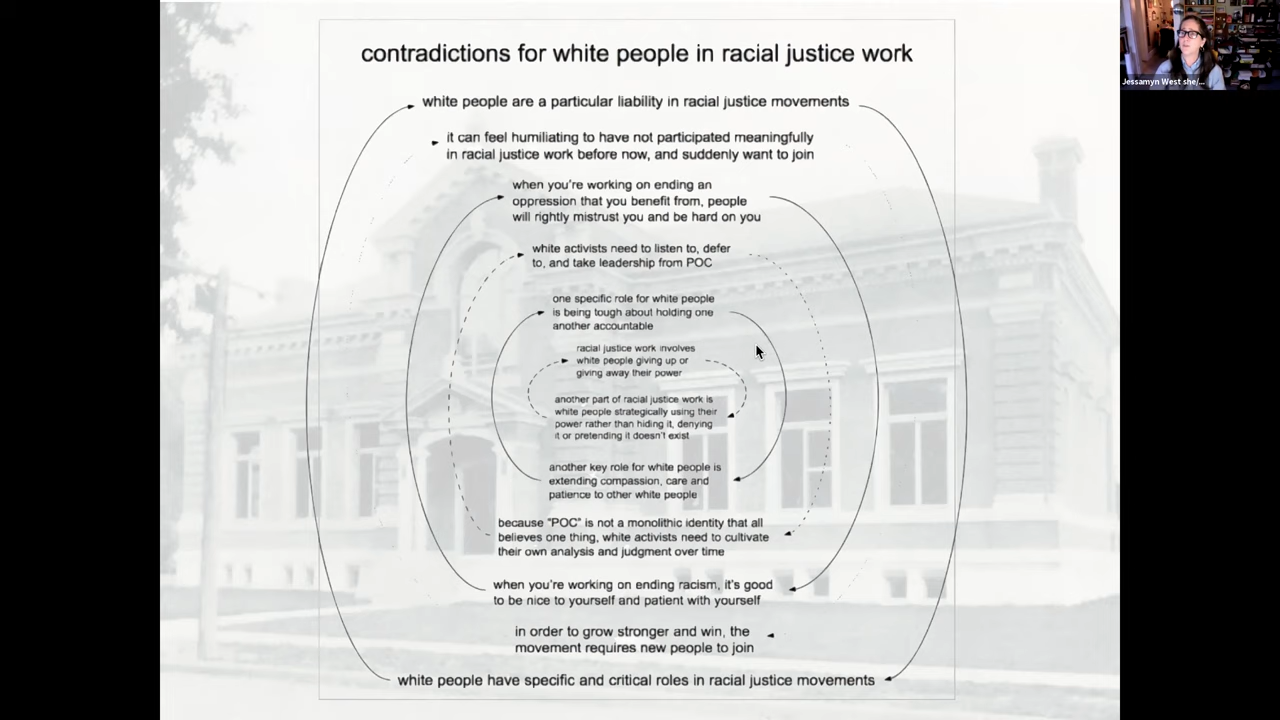 contradictions for white people in racial justice work
white people are a particular liability in racial justice movements
it can feel humiliating to have not participated meaningfully
in racial justice work before now, and suddenly want to join
when you're working on ending an
oppression that you benefit from, people
will rightly mistrust you and be hard on you
white activists need to listen to, defer
to, and take leadership from POC
one specific role for white people
is being tough about holding one
another accountable
racial justice work involves
white people giving up or
giving away their power
another part of racial justice work is
white people strategically using their
power rather than hiding it, denying
it or pretending it doesn't exist
another key role for white people is
extending compassion, care and
patience to other white people
because "POC" is not a monolithic identity that all
believes one thing, white activists need to cultivate
their own analysis and judgment over time
when you're working on ending racism, it's good
to be nice to yourself and patient with yourself
in order to grow stronger and win, the
movement requires new people to join
white people have specific and critical roles in racial justice movements
Jessamyn West she/...